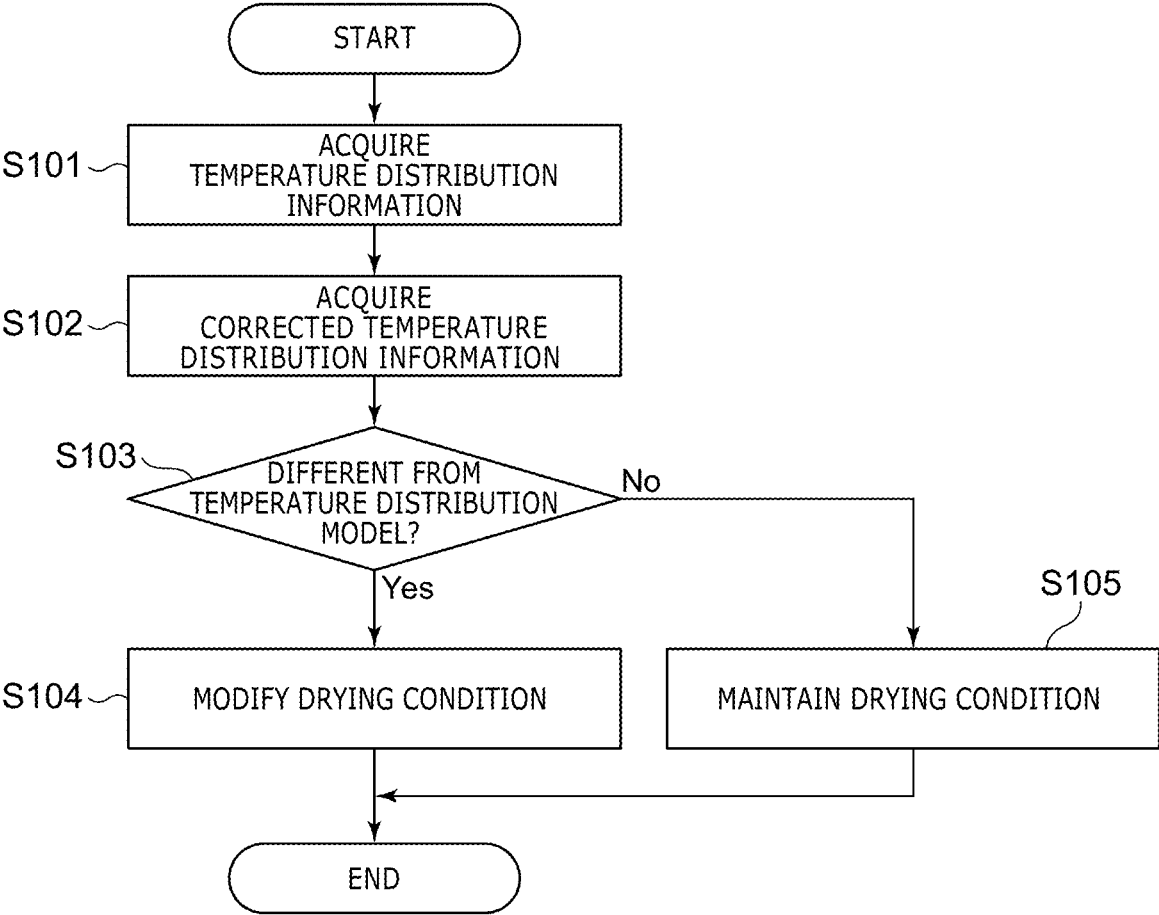 START
S101
ACQUIRE
TEMPERATURE DISTRIBUTION
INFORMATION
S102
ACQUIRE
CORRECTED TEMPERATURE
DISTRIBUTION INFORMATION
S103
DIFFERENT FROM
TEMPERATURE DISTRIBUTION
MODEL?
No
Yes
S104
MODIFY DRYING CONDITION
S105
MAINTAIN DRYING CONDITION
END